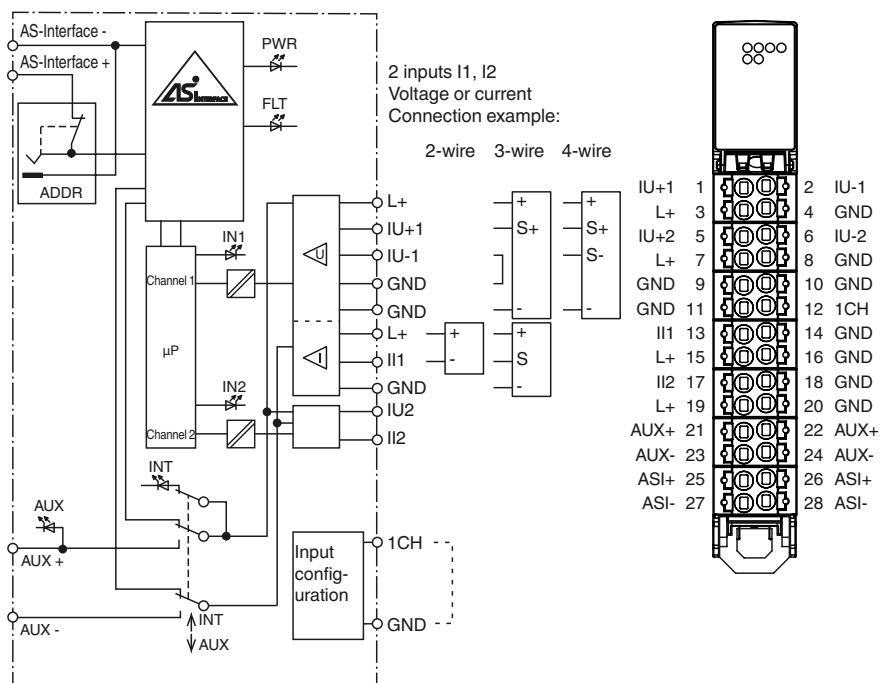 AS-Interface -
AS-Interface +
ADDR
AS INTERFACE
PWR
FLT
2 inputs I1, I2
Voltage or current
Connection example:
2-wire 3-wire 4-wire
IN1
Channel 1
µP
IN2
Channel 2
U
I
L+
IU+1
IU-1
GND
GND
L+
II1
GND
IU2
II2
+
-
+
S+
-
+
S
-
+
S+
S-
-
INT
AUX
AUX +
AUX -
INT
AUX
Input
config-
uration
1CH
GND
IU+1 1 2 IU-1
L+ 3 4 GND
IU+2 5 6 IU-2
L+ 7 8 GND
GND 9 10 GND
GND 11 12 1CH
II1 13 14 GND
L+ 15 16 GND
II2 17 18 GND
L+ 19 20 GND
AUX+ 21 22 AUX+
AUX- 23 24 AUX-
ASI+ 25 26 ASI+
ASI- 27 28 ASI-